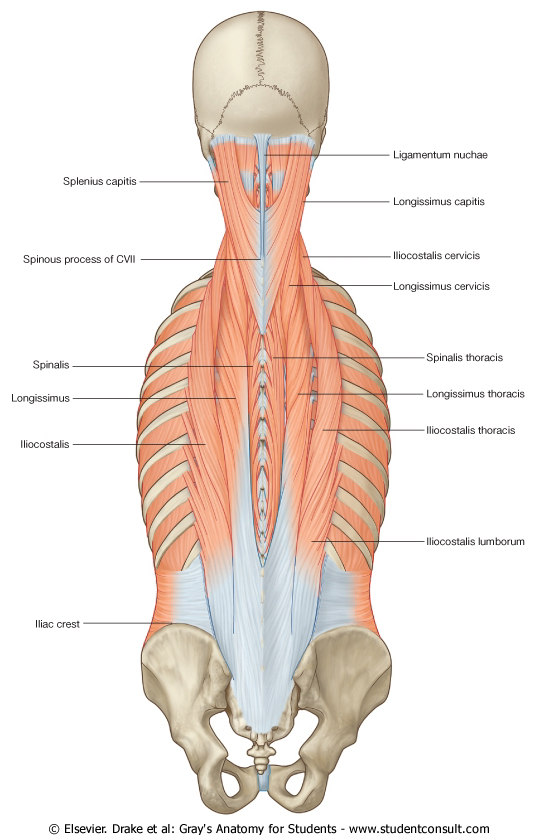 Ligamentum nuchae
Splenius capitis
Longissimus capitis
Spinous process of CVII
Iliocostalis cervicis
Longissimus cervicis
Spinalis
Spinalis thoracis
Longissimus
Longissimus thoracis
Iliocostalis
Iliocostalis thoracis
Iliocostalis lumborum
Iliac crest
© Elsevier. Drake et al: Gray's Anatomy for Students - www.studentconsult.com